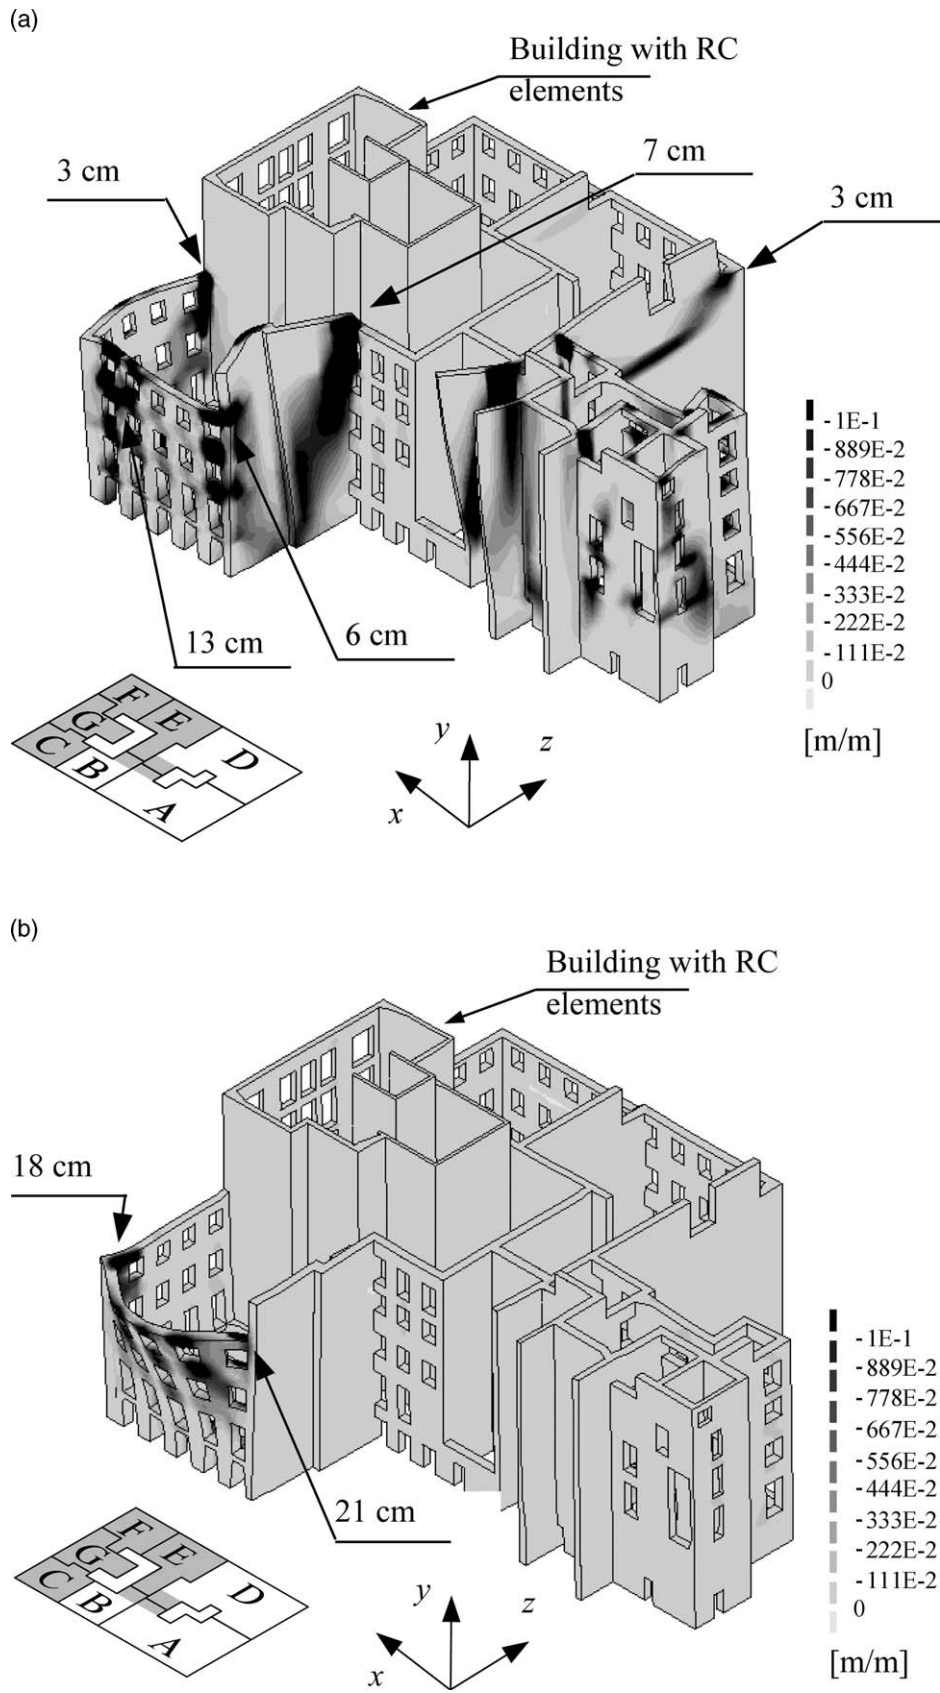 (a)
Building with RC
elements
7 cm
3 cm
3 cm
-1E-1
-889E-2
-778E-2
-667E-2
-556E-2
-444E-2
-333E-2
-222E-2
-111E-2
0
[m/m]
13 cm
6 cm
F
G
E
C
D
B
A
y
z
x
(b)
Building with RC
elements
18 cm
21 cm
-1E-1
-889E-2
-778E-2
-667E-2
-556E-2
-444E-2
-333E-2
-222E-2
-111E-2
0
[m/m]
F
G
E
C
D
B
A
y
z
x